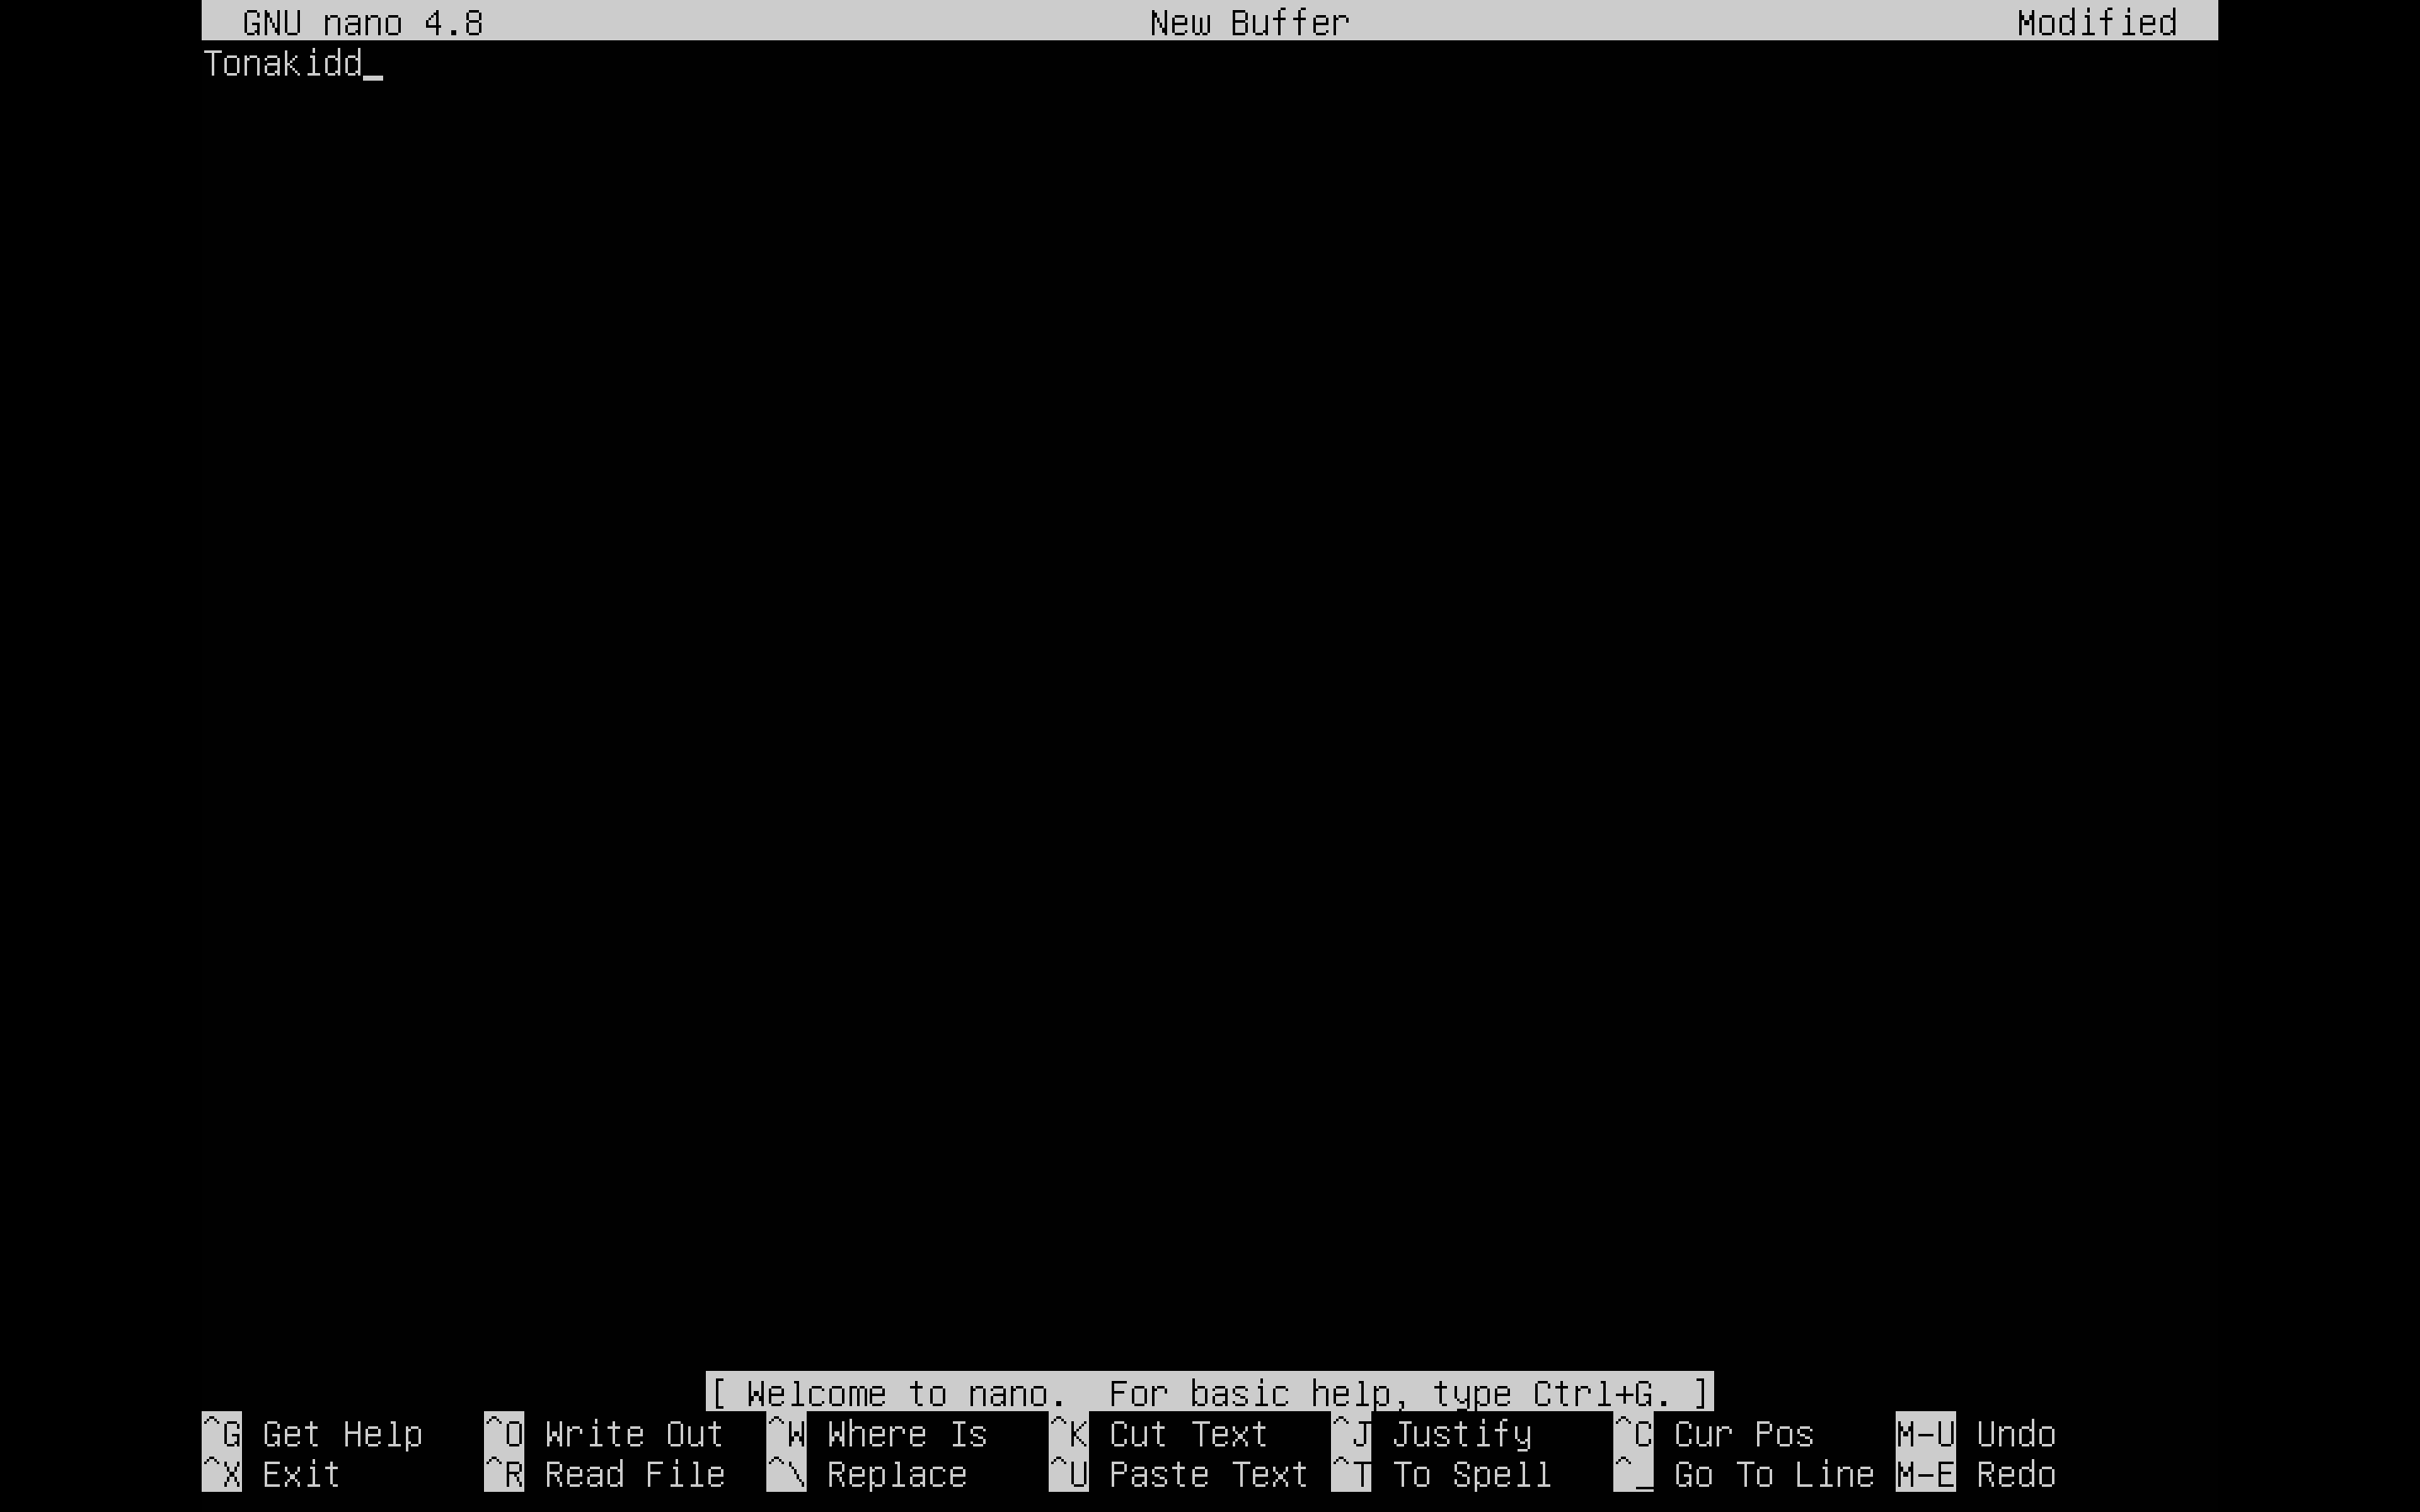 GNU nano 4.8 New Buffer Modified
Tonakidd_
[ Welcome to nano.  For basic help, type Ctrl+G. ]
^G Get Help ^O Write Out ^W Where Is ^K Cut Text ^J Justify ^C Cur Pos M-U Undo
^X Exit ^R Read File ^\ Replace ^U Paste Text ^T To Spell ^_ Go To Line M-E Redo